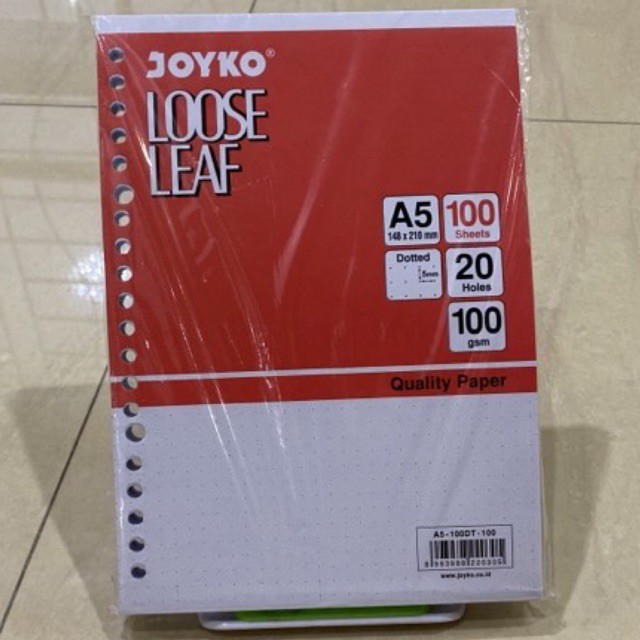 JOYKO®
LOOSE
LEAF
A5
148 x 210 mm
100
Sheets
Dotted
5mm
20
Holes
100
gsm
Quality Paper
A5-100DT-100
www.joyko.co.id